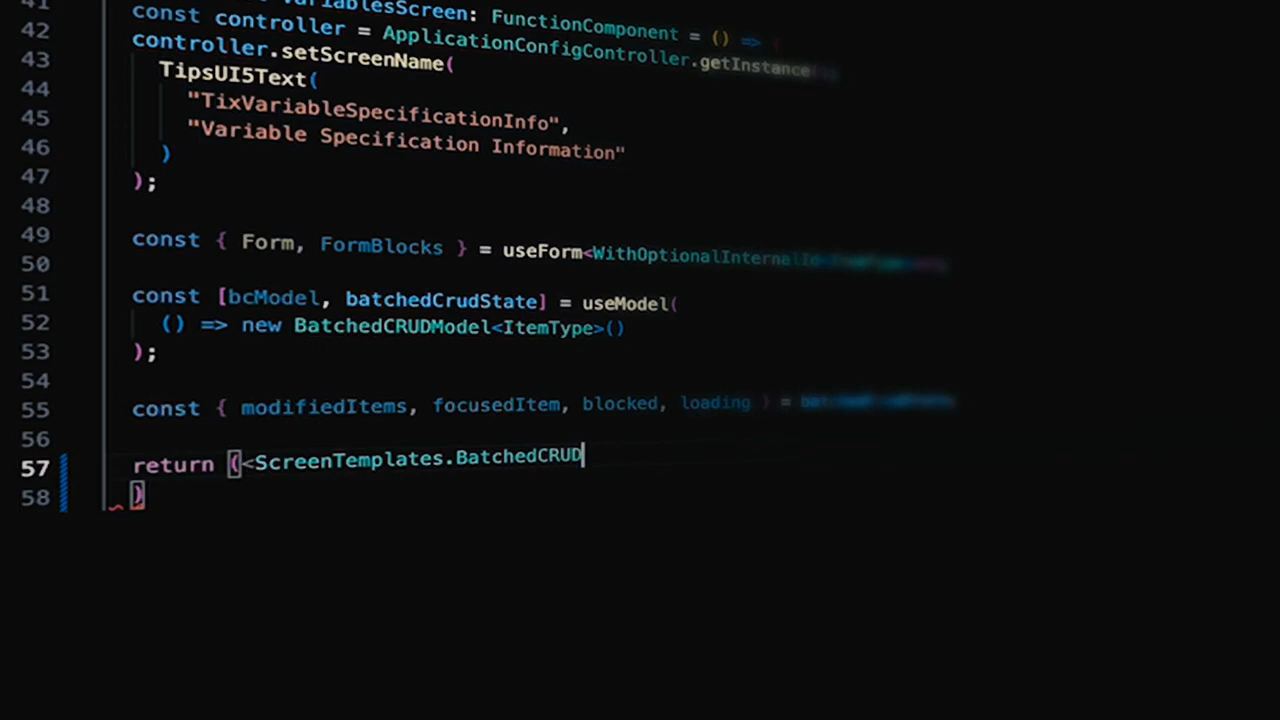 41 VariablesScreen: FunctionComponent = () => {
42 const controller = ApplicationConfigController.getInstance
43 controller.setScreenName(
44 TipsUI5Text(
45 "TixVariableSpecificationInfo",
46 "Variable Specification Information"
47 )
48 );
49 const { Form, FormBlocks } = useForm<WithOptionalInternalId
50
51 const [bcModel, batchedCrudState] = useModel(
52 () => new BatchedCRUDModel<ItemType>()
53 );
54
55 const { modifiedItems, focusedItem, blocked, loading } =
56
57 return (<ScreenTemplates.BatchedCRUD
58 )